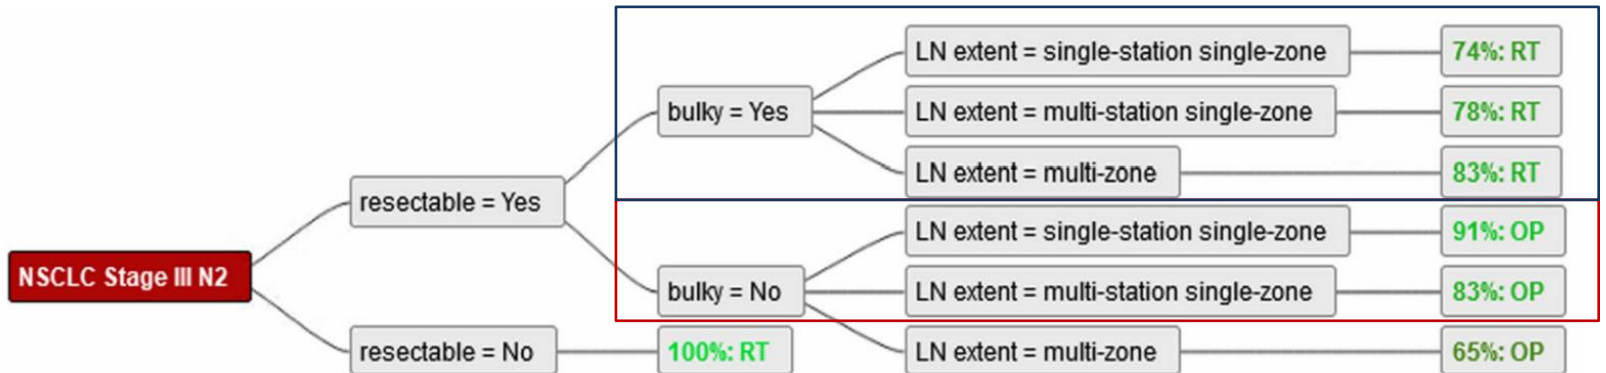 LN extent = single-station single-zone 74%: RT
bulky = Yes LN extent = multi-station single-zone 78%: RT
LN extent = multi-zone 83%: RT
resectable = Yes
LN extent = single-station single-zone 91%: OP
NSCLC Stage III N2
bulky = No LN extent = multi-station single-zone 83%: OP
resectable = No 100%: RT LN extent = multi-zone 65%: OP